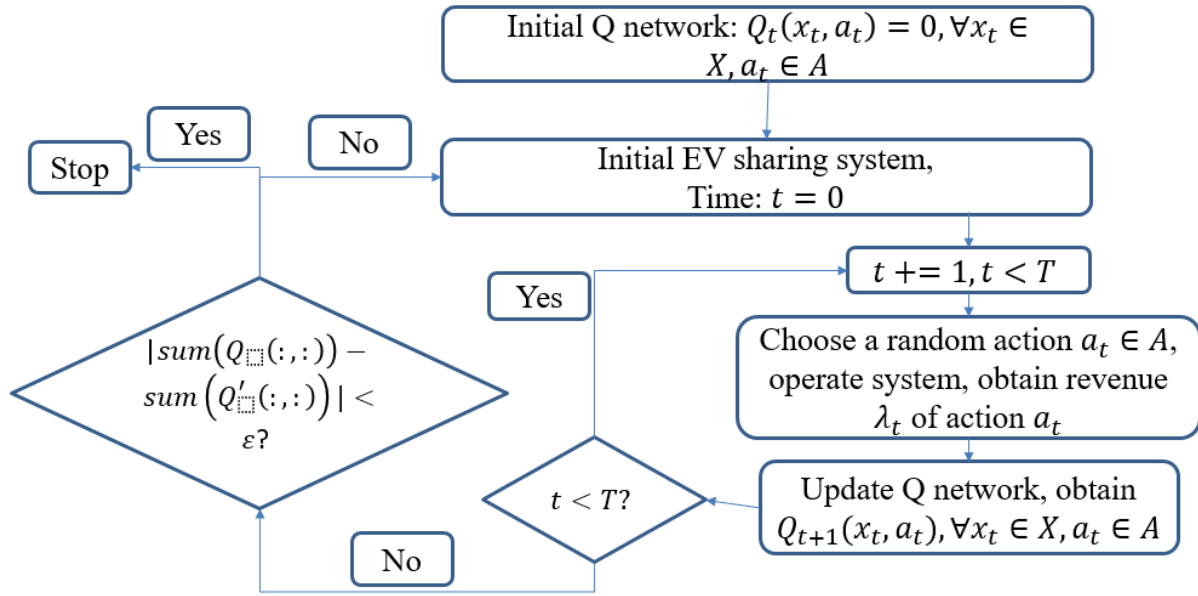 Initial Q network: Q_t(x_t, a_t) = 0, ∀x_t ∈
X, a_t ∈ A
Yes
No
Stop
Initial EV sharing system,
Time: t = 0
t += 1, t < T
Yes
Choose a random action a_t ∈ A,
operate system, obtain revenue
λ_t of action a_t
|sum(Q_⬚(:,:)) −
sum(Q′_⬚(:,:))| <
ε?
t < T?
Update Q network, obtain
Q_{t+1}(x_t, a_t), ∀x_t ∈ X, a_t ∈ A
No